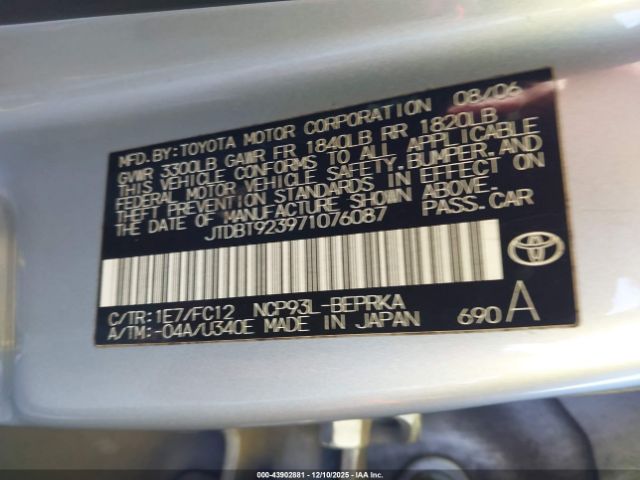 MFD.BY:TOYOTA MOTOR CORPORATION 08/06
GVWR 3300LB GAWR FR 1840LB RR 1820LB
THIS VEHICLE CONFORMS TO ALL APPLICABLE
FEDERAL MOTOR VEHICLE SAFETY,BUMPER,AND
THEFT PREVENTION STANDARDS IN EFFECT ON
THE DATE OF MANUFACTURE SHOWN ABOVE.
JTDBT923971076087 PASS.CAR
C/TR:1E7/FC12 NCP93L-BEPRKA
A/TM:-04A/U340E MADE IN JAPAN 690 A
000-43902881 - 12/10/2025 - IAAI, Inc.